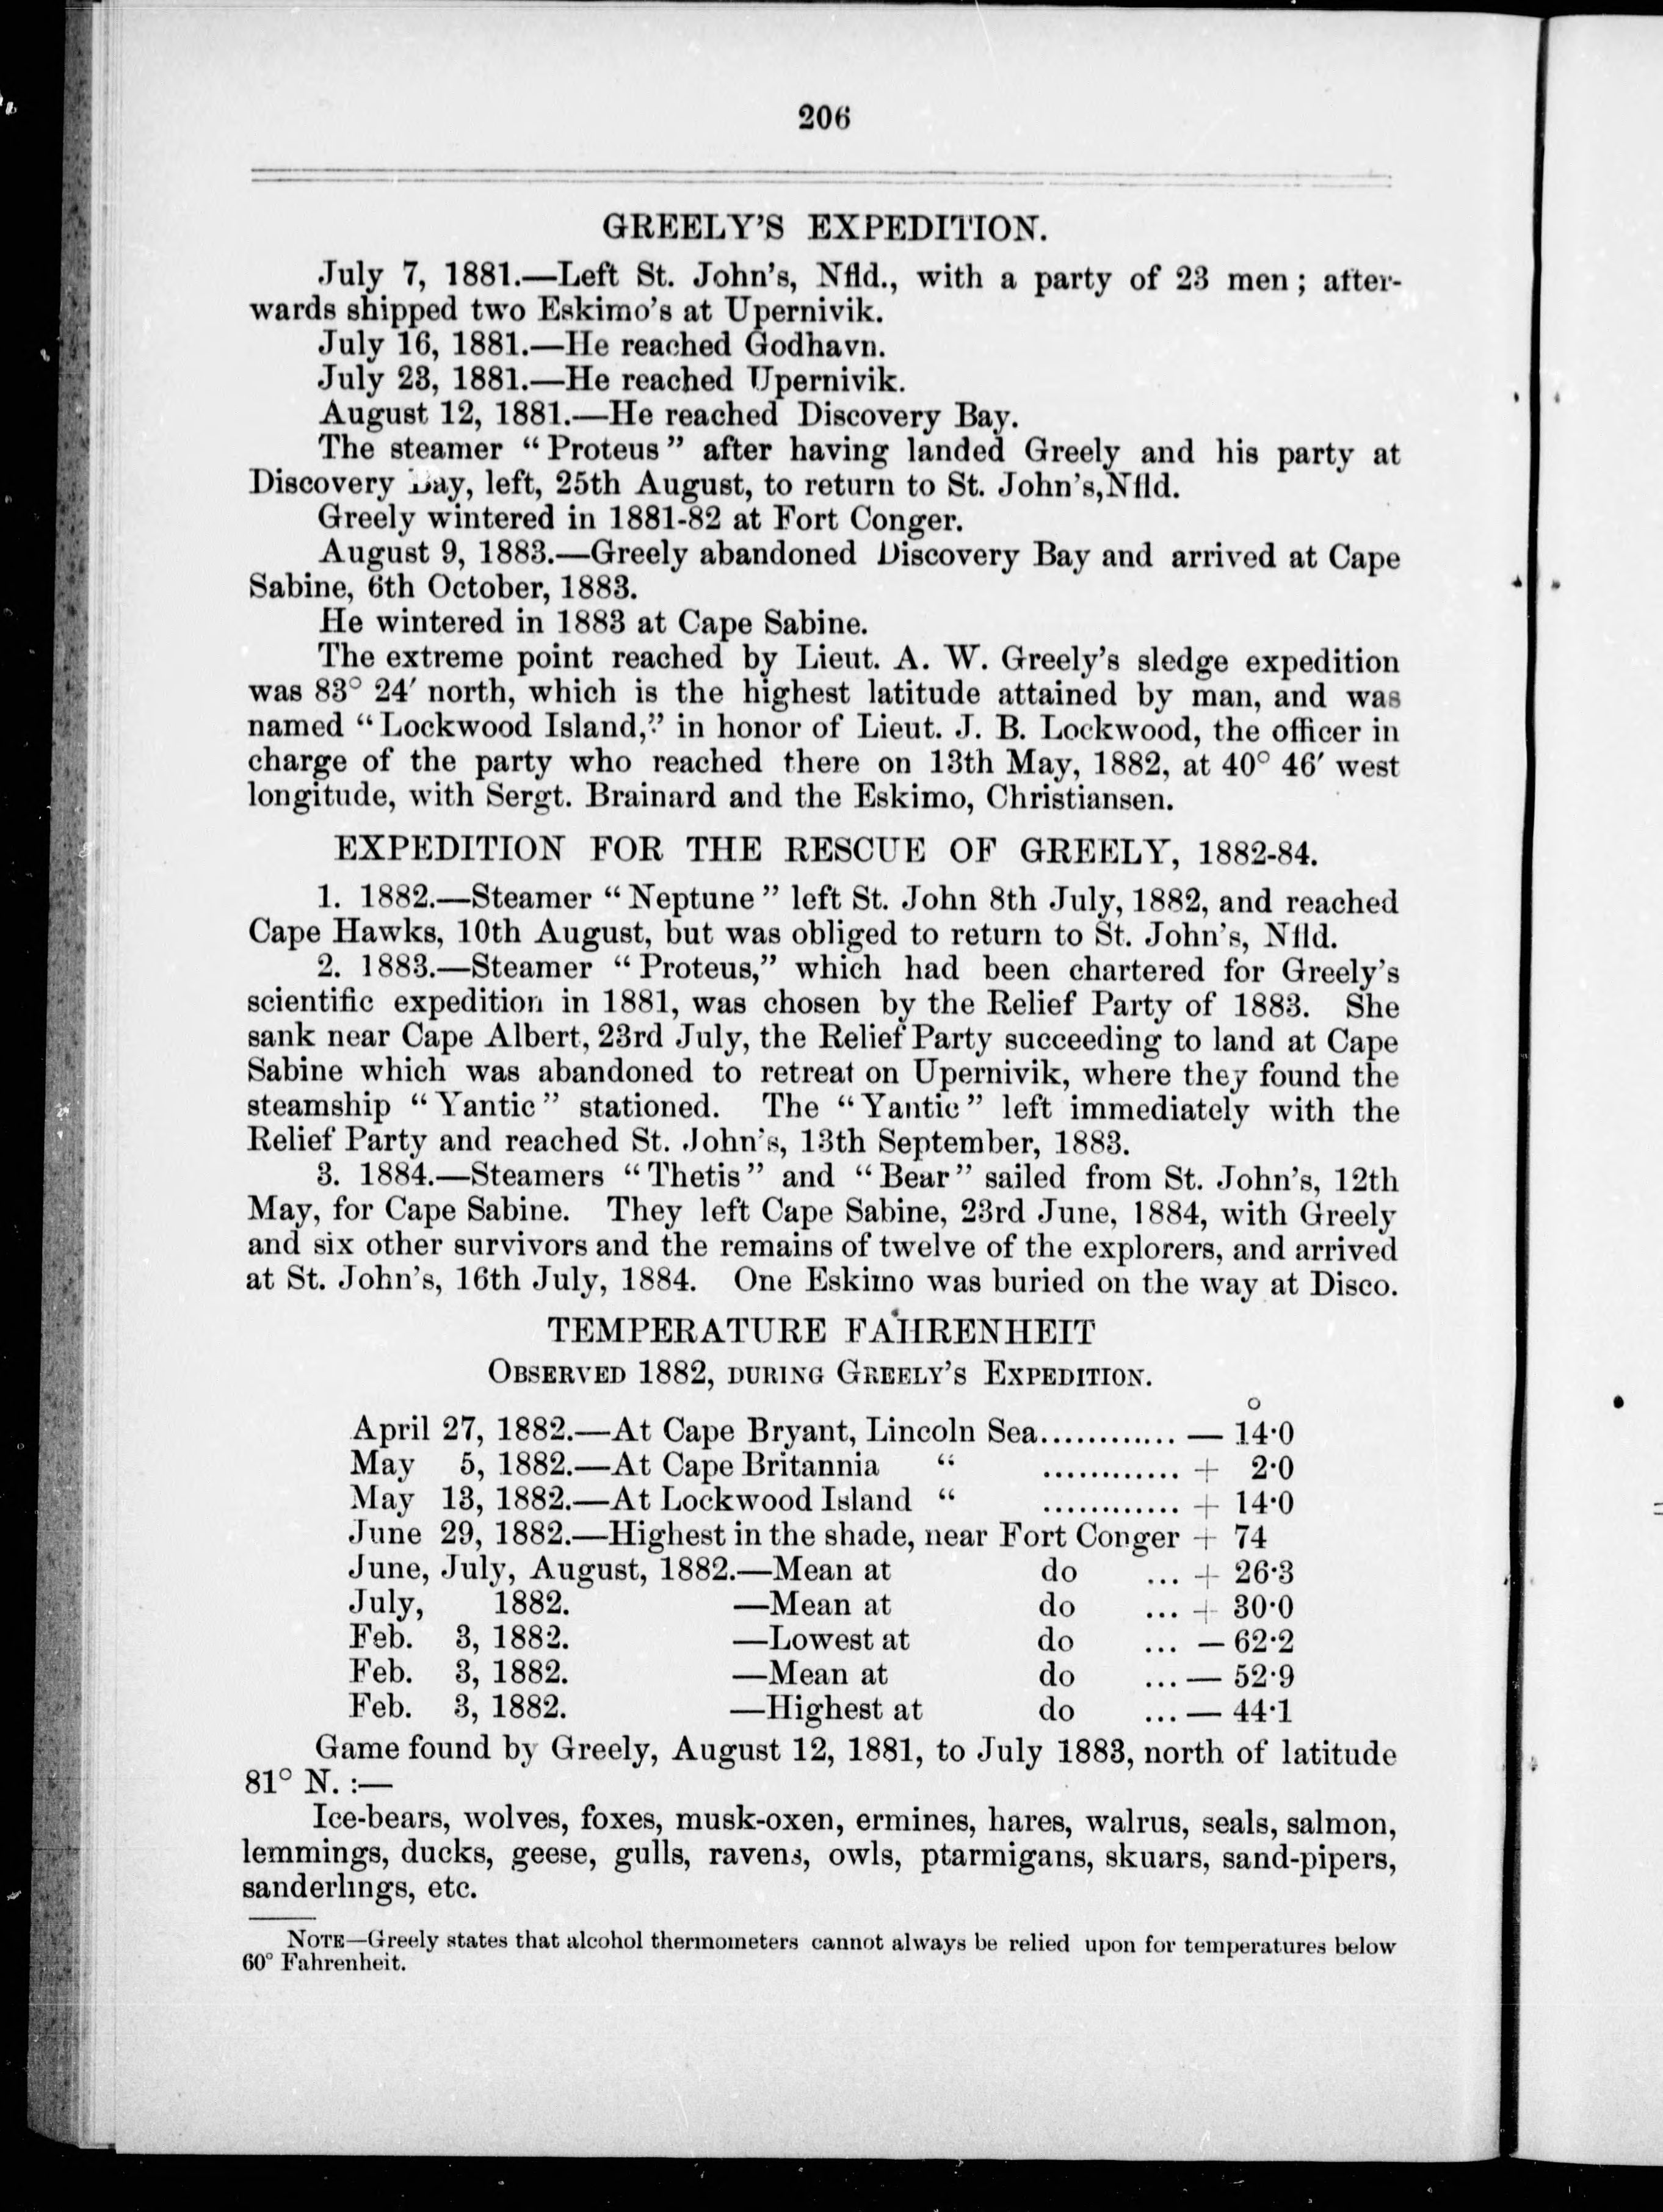 206
GREELY'S EXPEDITION.
July 7, 1881.—Left St. John's, Nfld., with a party of 23 men; after-
wards shipped two Eskimo's at Upernivik.
July 16, 1881.—He reached Godhavn.
July 23, 1881.—He reached Upernivik.
August 12, 1881.—He reached Discovery Bay.
The steamer “Proteus” after having landed Greely and his party at
Discovery Bay, left, 25th August, to return to St. John's, Nfld.
Greely wintered in 1881-82 at Fort Conger.
August 9, 1883.—Greely abandoned Discovery Bay and arrived at Cape
Sabine, 6th October, 1883.
He wintered in 1883 at Cape Sabine.
The extreme point reached by Lieut. A. W. Greely's sledge expedition
was 83° 24′ north, which is the highest latitude attained by man, and was
named “Lockwood Island,” in honor of Lieut. J. B. Lockwood, the officer in
charge of the party who reached there on 13th May, 1882, at 40° 46′ west
longitude, with Sergt. Brainard and the Eskimo, Christiansen.
EXPEDITION FOR THE RESCUE OF GREELY, 1882-84.
1. 1882.—Steamer “Neptune” left St. John 8th July, 1882, and reached
Cape Hawks, 10th August, but was obliged to return to St. John's, Nfld.
2. 1883.—Steamer “Proteus,” which had been chartered for Greely's
scientific expedition in 1881, was chosen by the Relief Party of 1883. She
sank near Cape Albert, 23rd July, the Relief Party succeeding to land at Cape
Sabine which was abandoned to retreat on Upernivik, where they found the
steamship “Yantic” stationed. The “Yantic” left immediately with the
Relief Party and reached St. John's, 13th September, 1883.
3. 1884.—Steamers “Thetis” and “Bear” sailed from St. John's, 12th
May, for Cape Sabine. They left Cape Sabine, 23rd June, 1884, with Greely
and six other survivors and the remains of twelve of the explorers, and arrived
at St. John's, 16th July, 1884. One Eskimo was buried on the way at Disco.
TEMPERATURE FAHRENHEIT
OBSERVED 1882, DURING GREELY'S EXPEDITION.
°
April 27, 1882.—At Cape Bryant, Lincoln Sea............ — 14·0
May 5, 1882.—At Cape Britannia “ ............ + 2·0
May 13, 1882.—At Lockwood Island “ ............ + 14·0
June 29, 1882.—Highest in the shade, near Fort Conger + 74
June, July, August, 1882.—Mean at do ... + 26·3
July, 1882. —Mean at do ... + 30·0
Feb. 3, 1882. —Lowest at do ... — 62·2
Feb. 3, 1882. —Mean at do ... — 52·9
Feb. 3, 1882. —Highest at do ... — 44·1
Game found by Greely, August 12, 1881, to July 1883, north of latitude
81° N. :—
Ice-bears, wolves, foxes, musk-oxen, ermines, hares, walrus, seals, salmon,
lemmings, ducks, geese, gulls, ravens, owls, ptarmigans, skuars, sand-pipers,
sanderlings, etc.
NOTE—Greely states that alcohol thermometers cannot always be relied upon for temperatures below
60° Fahrenheit.